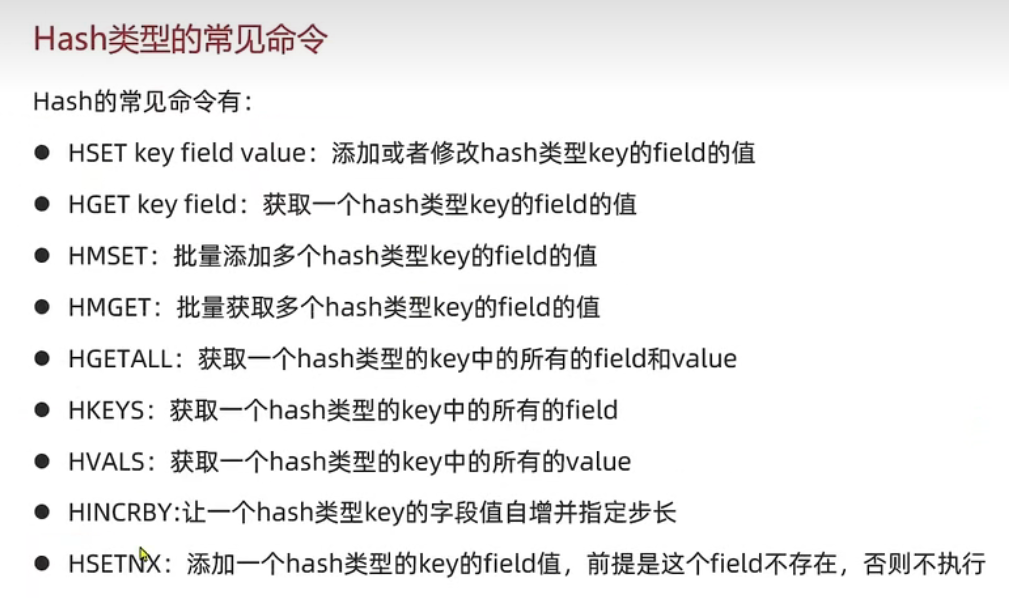 Hash类型的常见命令
Hash的常见命令有：
● HSET key field value：添加或者修改hash类型key的field的值
● HGET key field：获取一个hash类型key的field的值
● HMSET：批量添加多个hash类型key的field的值
● HMGET：批量获取多个hash类型key的field的值
● HGETALL：获取一个hash类型的key中的所有的field和value
● HKEYS：获取一个hash类型的key中的所有的field
● HVALS：获取一个hash类型的key中的所有的value
● HINCRBY:让一个hash类型key的字段值自增并指定步长
● HSETNX：添加一个hash类型的key的field值，前提是这个field不存在，否则不执行